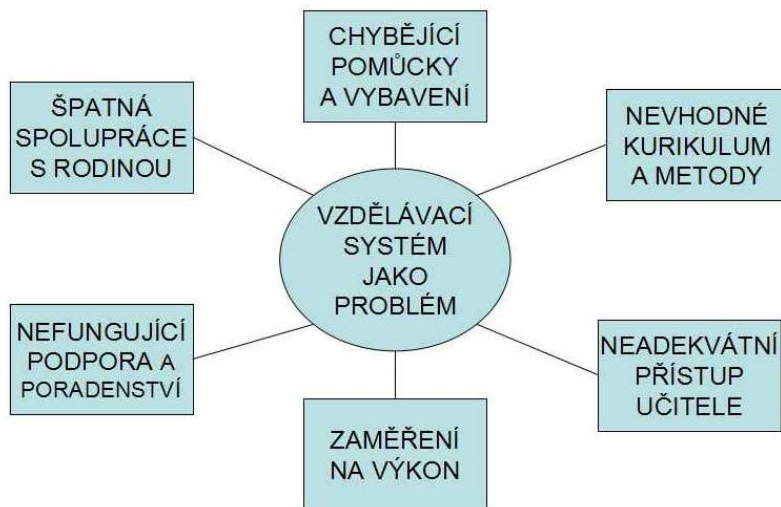 CHYBĚJÍCÍ
POMŮCKY
A VYBAVENÍ
ŠPATNÁ
SPOLUPRÁCE
S RODINOU
NEVHODNÉ
KURIKULUM
A METODY
VZDĚLÁVACÍ
SYSTÉM
JAKO
PROBLÉM
NEFUNGUJÍCÍ
PODPORA A
PORADENSTVÍ
NEADEKVÁTNÍ
PŘÍSTUP
UČITELE
ZAMĚŘENÍ
NA VÝKON